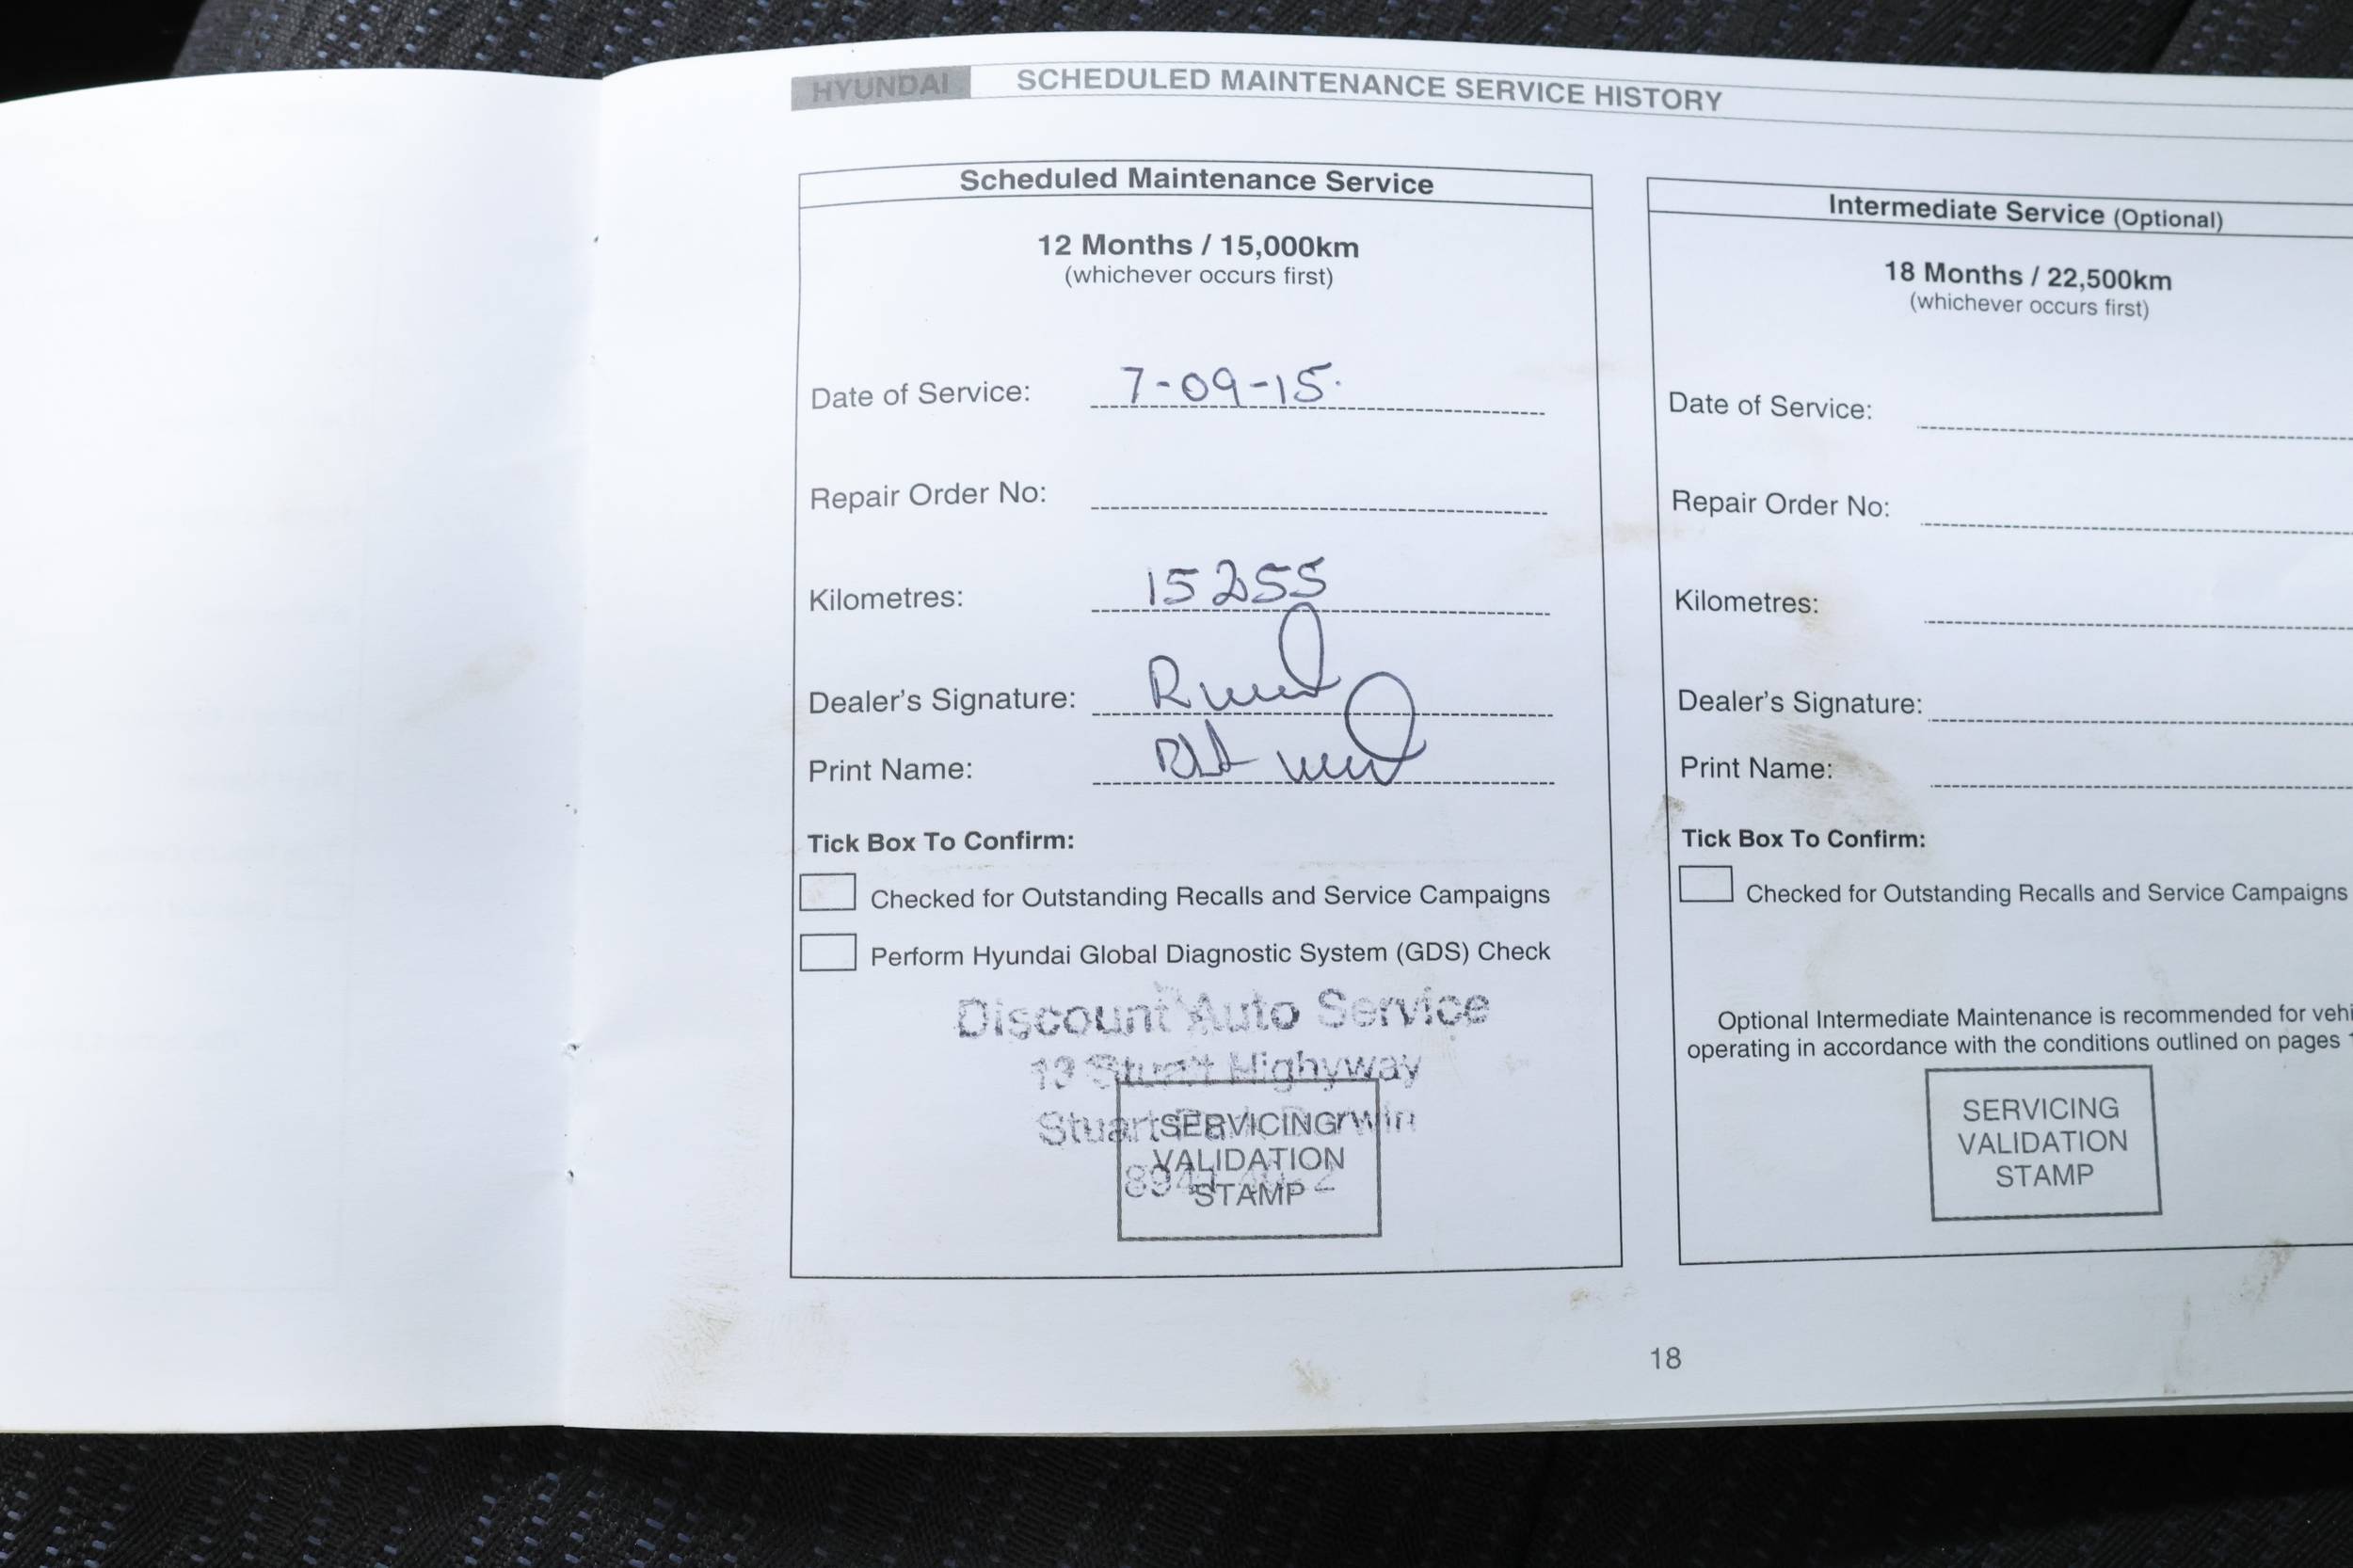 HYUNDAI SCHEDULED MAINTENANCE SERVICE HISTORY
Scheduled Maintenance Service
12 Months / 15,000km
(whichever occurs first)
Date of Service: 7-09-15.
Repair Order No:
Kilometres: 15255
Dealer's Signature:
Print Name:
Tick Box To Confirm:
Checked for Outstanding Recalls and Service Campaigns
Perform Hyundai Global Diagnostic System (GDS) Check
Discount Auto Service
Stuart Highyway
Stuart
SERVICING
VALIDATION
STAMP
Intermediate Service (Optional)
18 Months / 22,500km
(whichever occurs first)
Date of Service:
Repair Order No:
Kilometres:
Dealer's Signature:
Print Name:
Tick Box To Confirm:
Checked for Outstanding Recalls and Service Campaigns
Optional Intermediate Maintenance is recommended for vehi
operating in accordance with the conditions outlined on pages
SERVICING
VALIDATION
STAMP
18